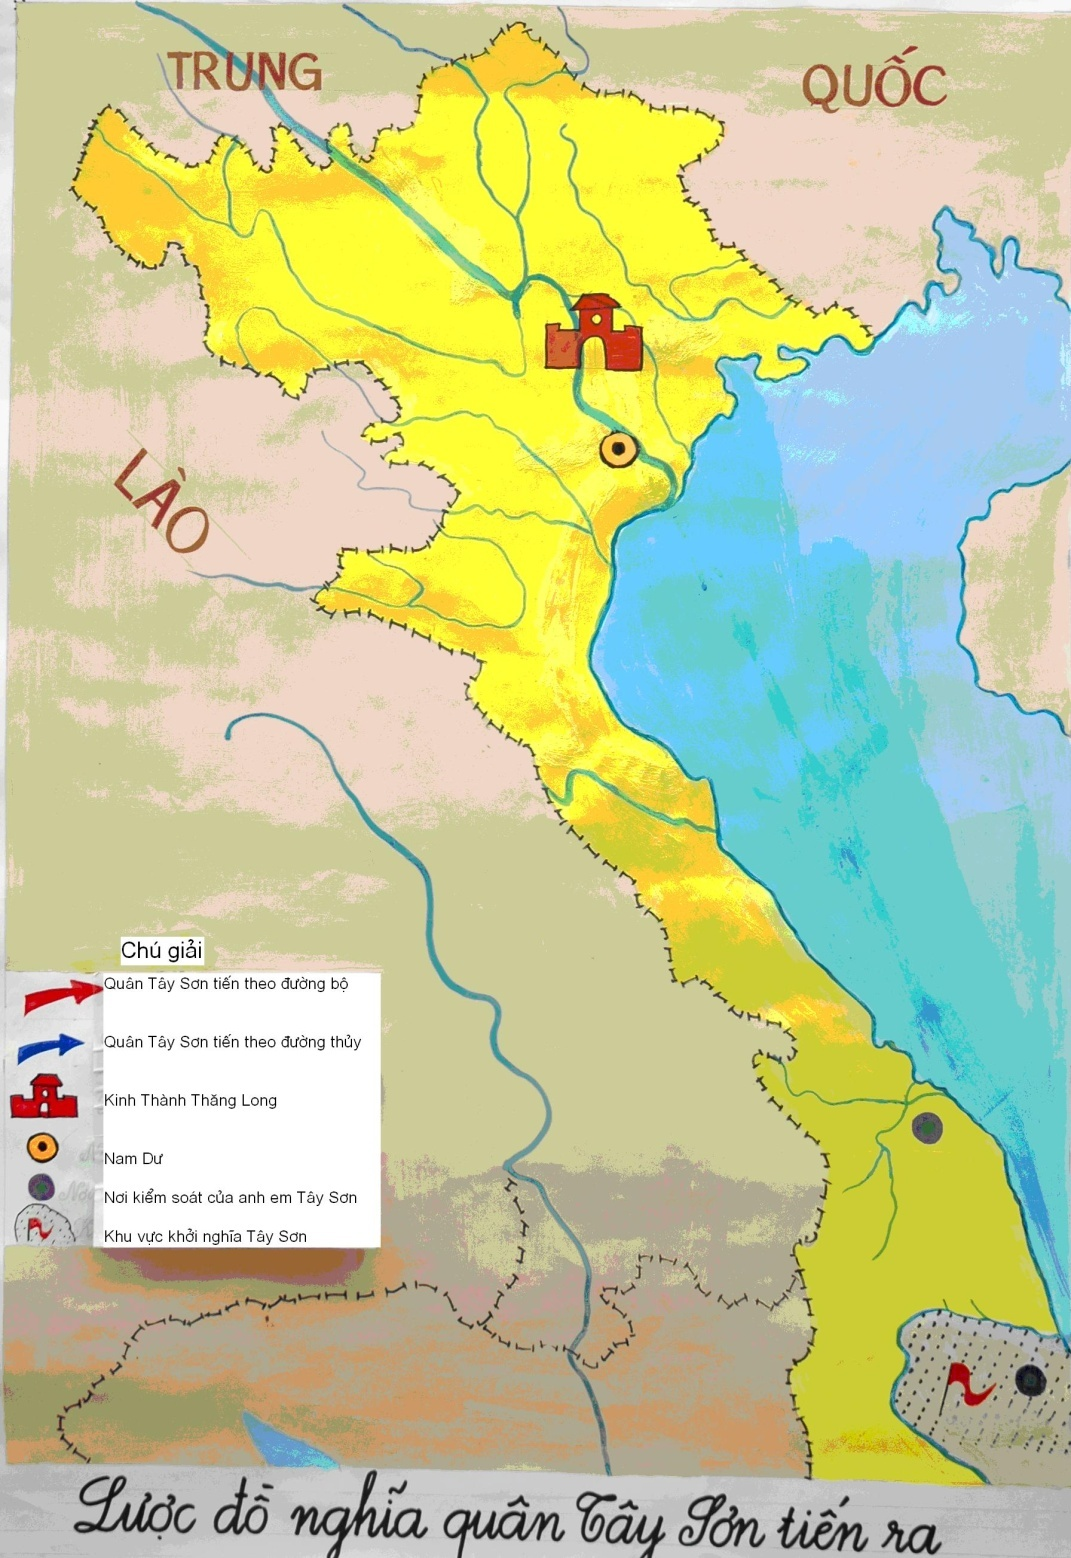 TRUNG QUỐC
LÀO
Chú giải
Quân Tây Sơn tiến theo đường bộ
Quân Tây Sơn tiến theo đường thủy
Kinh Thành Thăng Long
Nam Dư
Nơi kiểm soát của anh em Tây Sơn
Khu vực khởi nghĩa Tây Sơn
Lược đồ nghĩa quân Tây Sơn tiến ra